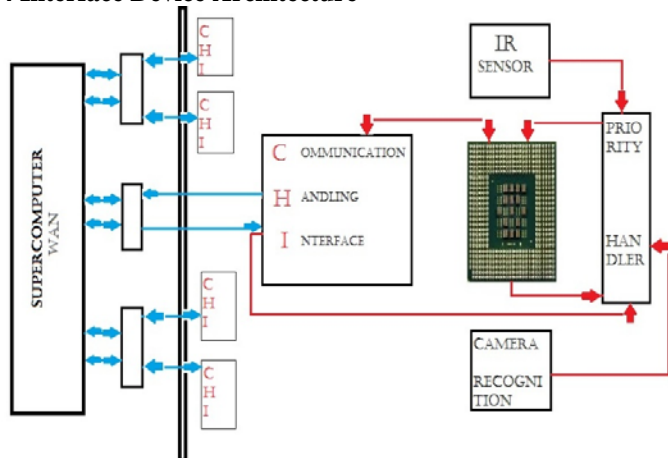 Interface Device Architecture
SUPERCOMPUTER
WAN
C
H
I
C
H
I
C
H
I
C
H
I
C OMMUNICATION
H ANDLING
I NTERFACE
IR
SENSOR
PRIO
RITY
HAN
DLER
CAMERA
RECOGNI
TION